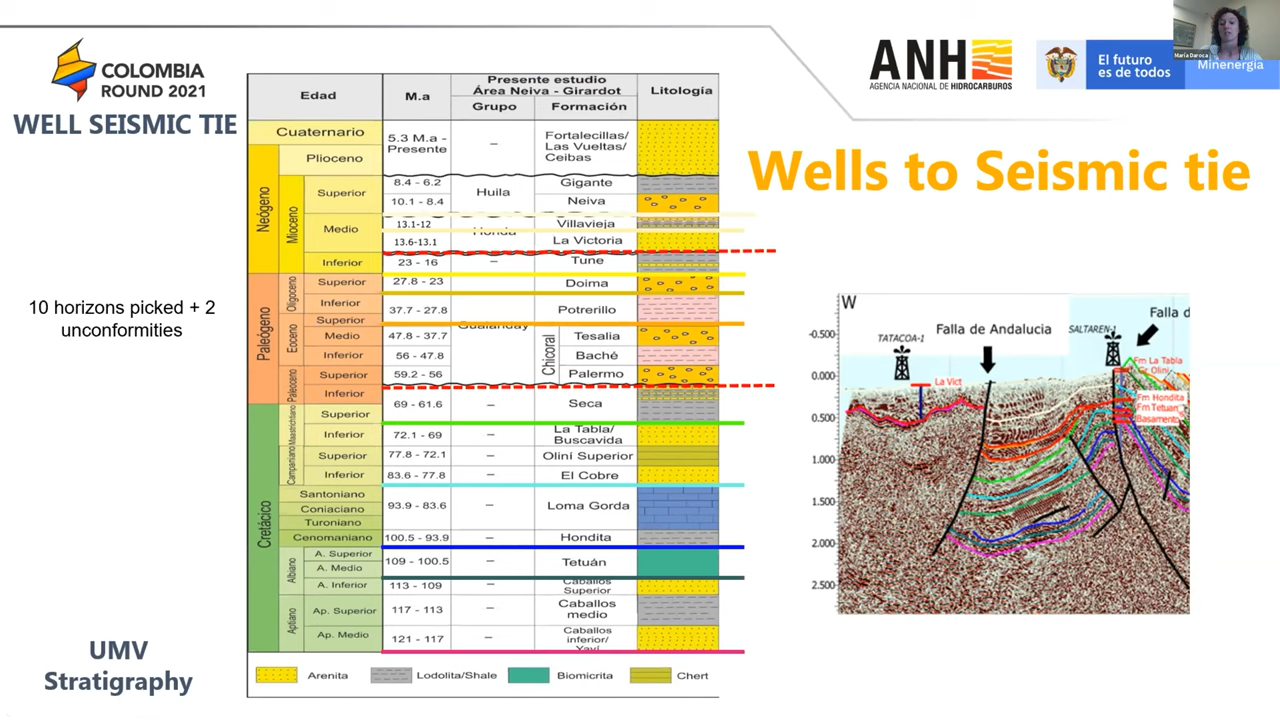 COLOMBIA
ROUND 2021
WELL SEISMIC TIE
ANH
AGENCIA NACIONAL DE HIDROCARBUROS
El futuro
es de todos
Minenergía
María Daroca
Wells to Seismic tie
10 horizons picked + 2
unconformities
UMV
Stratigraphy
Edad
M.a
Presente estudio
Área Neiva - Girardot
Grupo
Formación
Litología
Cuaternario
5.3 M.a -
Presente
–
Fortalecillas/
Las Vueltas/
Ceibas
Plioceno
Neógeno
Mioceno
Superior
8.4 - 6.2
Huila
Gigante
10.1 - 8.4
Neiva
Medio
13.1-12
Honda
Villavieja
13.6-13.1
La Victoria
Inferior
23 - 16
–
Tune
Paleógeno
Oligoceno
Superior
27.8 - 23
Doima
Inferior
37.7 - 27.8
Potrerillo
Eoceno
Superior
Gualanday
Medio
47.8 - 37.7
Chicoral
Tesalia
Inferior
56 - 47.8
Baché
Paleoceno
Superior
59.2 - 56
Palermo
Inferior
69 - 61.6
–
Seca
Cretácico
Maastrichtiano
Superior
Inferior
72.1 - 69
–
La Tabla/
Buscavida
Campaniano
Superior
77.8 - 72.1
–
Oliní Superior
Inferior
83.6 - 77.8
–
El Cobre
Santoniano
Coniaciano
Turoniano
93.9 - 83.6
–
Loma Gorda
Cenomaniano
100.5 - 93.9
–
Hondita
Albiano
A. Superior
A. Medio
109 - 100.5
–
Tetuán
A. Inferior
113 - 109
–
Caballos
Superior
Aptiano
Ap. Superior
117 - 113
–
Caballos
medio
Ap. Medio
121 - 117
–
Caballos
inferior/
Yaví
Arenita
Lodolita/Shale
Biomicrita
Chert
W
Falla d
Falla de Andalucia
TATACOA-1
SALTAREN-1
-0.500
0.000
0.500
1.000
1.500
2.000
2.500
La Vict
Fm La Tabla
Gr Olini
Fm Hondita
Fm Tetuan
Basamento